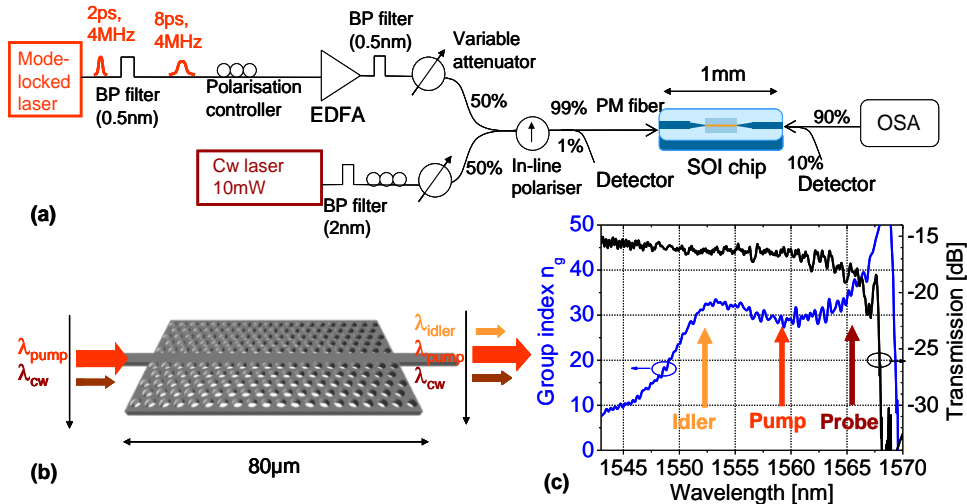 2ps,
4MHz
8ps,
4MHz
BP filter
(0.5nm)
Variable
attenuator
Mode-
locked
laser
BP filter
(0.5nm)
Polarisation
controller
EDFA
50%
50%
99%
1%
PM fiber
1mm
90%
10%
OSA
SOI chip
In-line
polariser
Detector
Detector
Cw laser
10mW
BP filter
(2nm)
(a)
λpump
λcw
λidler
λpump
λcw
80µm
(b)
Group index ng
50
40
30
20
10
0
Idler
Pump
Probe
-15
-20
-25
-30
Transmission [dB]
1545 1550 1555 1560 1565 1570
Wavelength [nm]
(c)